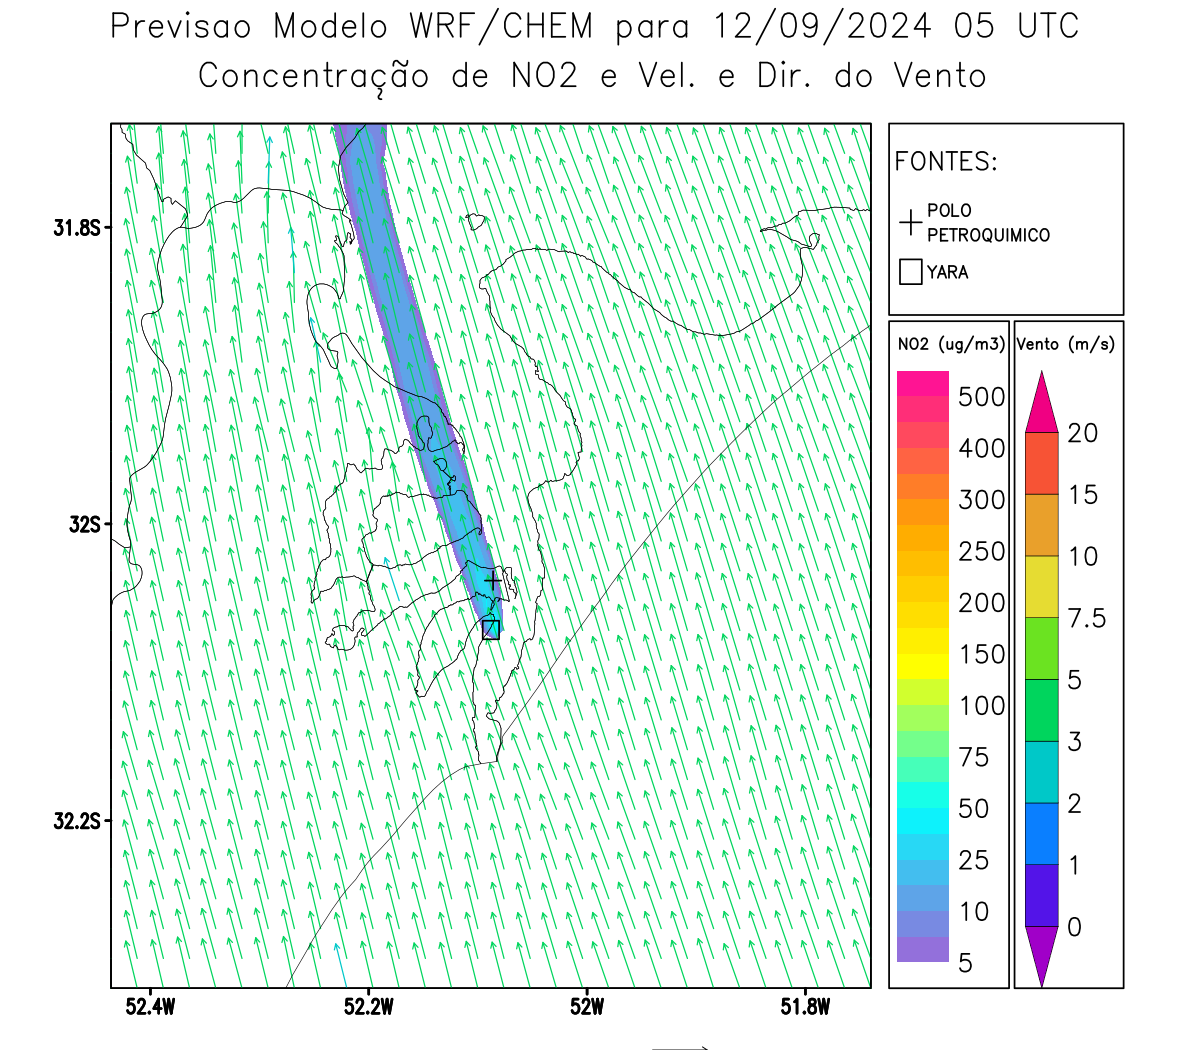 Previsao Modelo WRF/CHEM para 12/09/2024 05 UTC
Concentração de NO2 e Vel. e Dir. do Vento
FONTES:
POLO
PETROQUIMICO
YARA
NO2 (ug/m3)
500
400
300
250
200
150
100
75
50
25
10
5
Vento (m/s)
20
15
10
7.5
5
3
2
1
0
31.8S
32S
32.2S
52.4W
52.2W
52W
51.8W